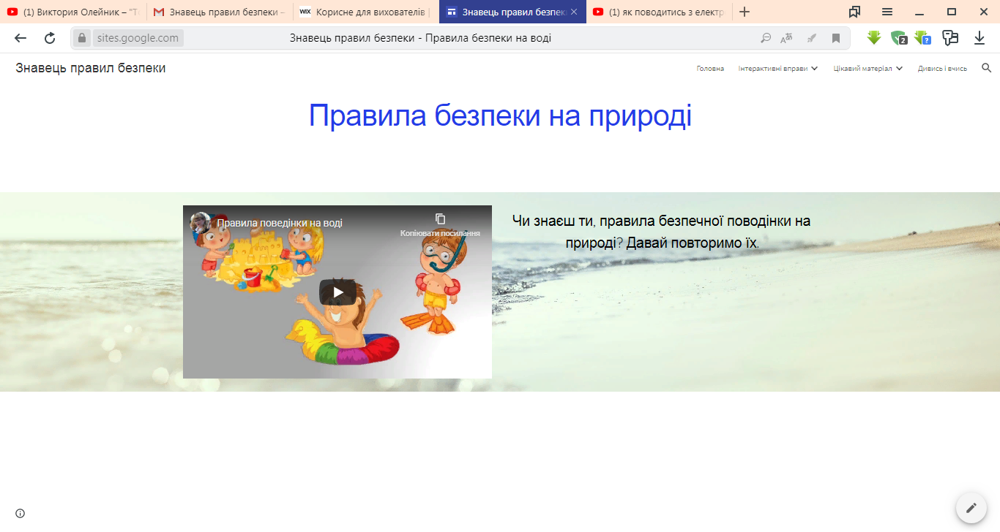 (1) Виктория Олейник – "То
Знавець правил безпеки –
WIX Корисне для вихователів |
Знавець правил безпек
(1) як поводитись з електр
sites.google.com
Знавець правил безпеки - Правила безпеки на воді
2
?
Знавець правил безпеки
Головна
Інтерактивні вправи
Цікавий матеріал
Дивись і вчись
Правила безпеки на природі
Правила поведінки на воді
Копіювати посилання
Чи знаєш ти, правила безпечної поводінки на
природі? Давай повторимо їх.